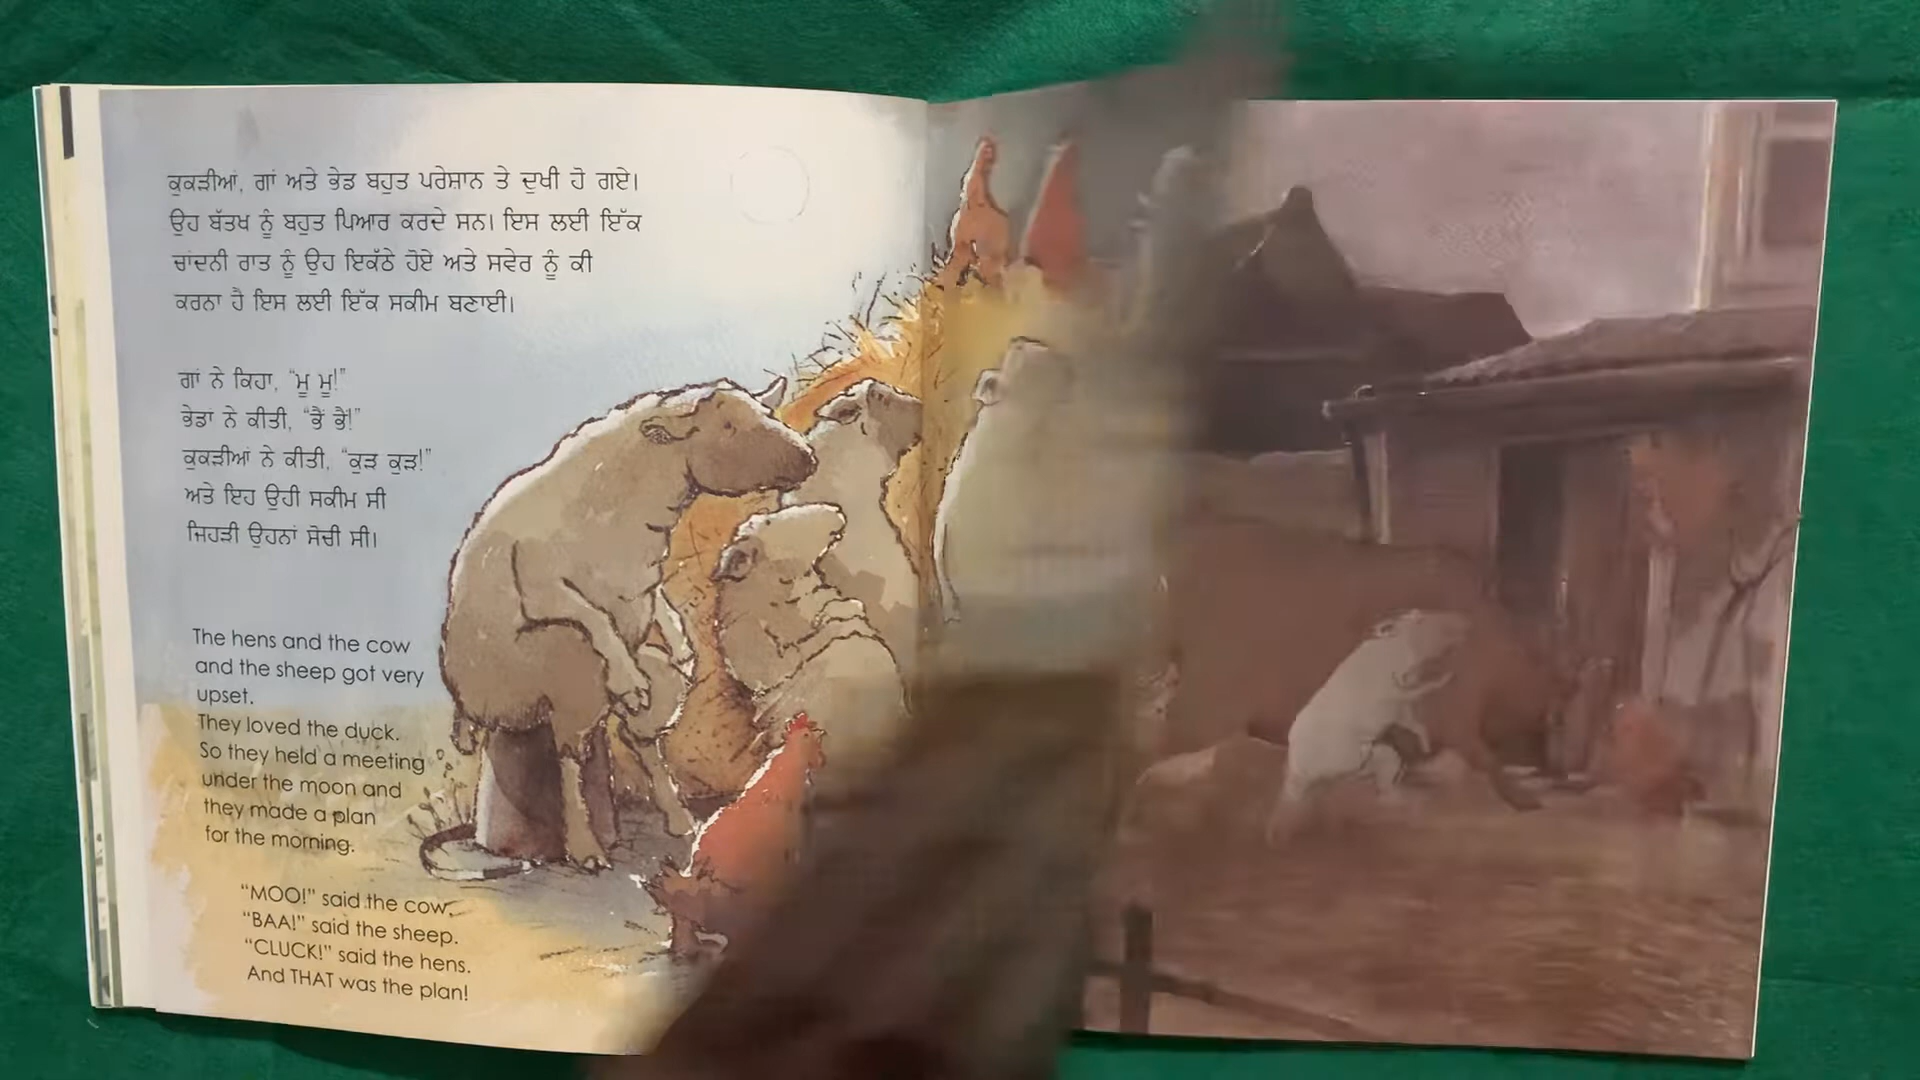 ਕੁਕੜੀਆਂ, ਗਾਂ ਅਤੇ ਭੇਡ ਬਹੁਤ ਪਰੇਸ਼ਾਨ ਤੇ ਦੁਖੀ ਹੋ ਗਏ।
ਉਹ ਬੱਤਖ ਨੂੰ ਬਹੁਤ ਪਿਆਰ ਕਰਦੇ ਸਨ। ਇਸ ਲਈ ਇੱਕ
ਚਾਂਦਨੀ ਰਾਤ ਨੂੰ ਉਹ ਇਕੱਠੇ ਹੋਏ ਅਤੇ ਸਵੇਰ ਨੂੰ ਕੀ
ਕਰਨਾ ਹੈ ਇਸ ਲਈ ਇੱਕ ਸਕੀਮ ਬਣਾਈ।
ਗਾਂ ਨੇ ਕਿਹਾ, “ਮੂ ਮੂ!”
ਭੇਡਾਂ ਨੇ ਕੀਤੀ, “ਭੈਂ ਭੈਂ!”
ਕੁਕੜੀਆਂ ਨੇ ਕੀਤੀ, “ਕੁੜ ਕੁੜ!”
ਅਤੇ ਇਹ ਉਹੀ ਸਕੀਮ ਸੀ
ਜਿਹੜੀ ਉਹਨਾਂ ਸੋਚੀ ਸੀ।
The hens and the cow
and the sheep got very
upset.
They loved the duck.
So they held a meeting
under the moon and
they made a plan
for the morning.
“MOO!” said the cow.
“BAA!” said the sheep.
“CLUCK!” said the hens.
And THAT was the plan!